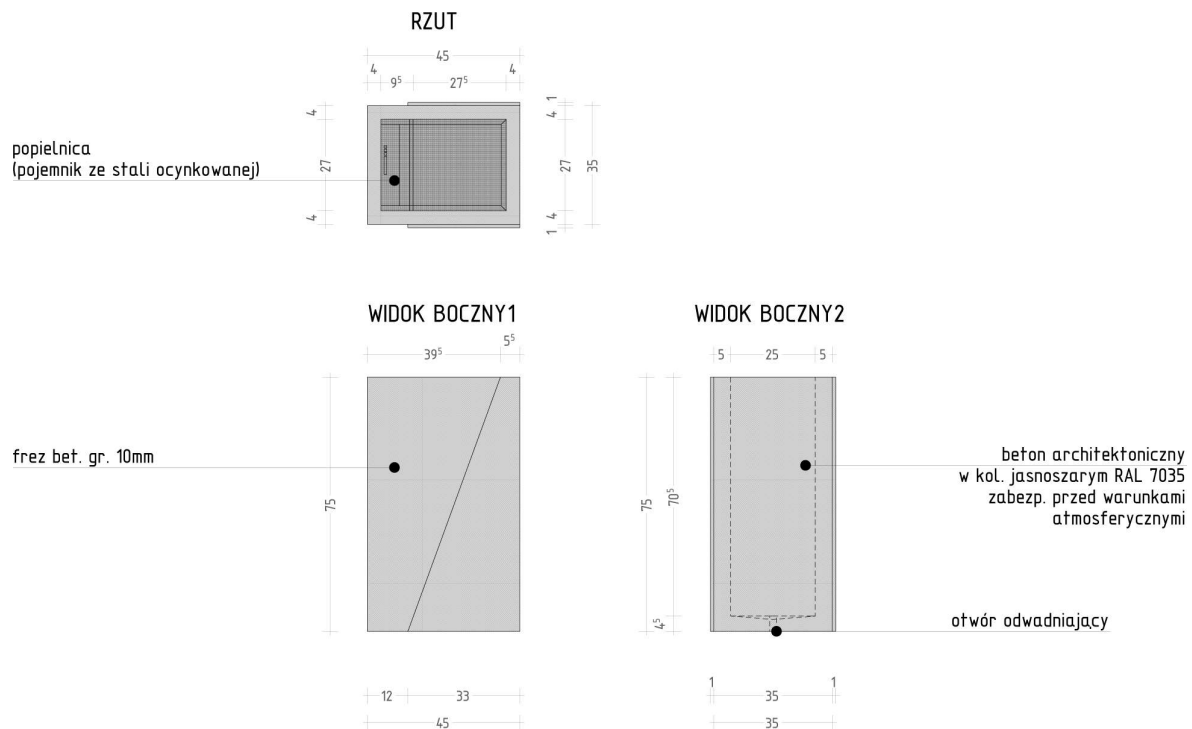 RZUT
45
4 9⁵ 27⁵ 4
4 27 4
1 4 27 4 1
35
popielnica
(pojemnik ze stali ocynkowanej)
WIDOK BOCZNY1
39⁵ 5⁵
75
frez bet. gr. 10mm
12 33
45
WIDOK BOCZNY2
5 25 5
75
70⁵
4⁵
beton architektoniczny
w kol. jasnoszarym RAL 7035
zabezp. przed warunkami
atmosferycznymi
otwór odwadniający
1 35 1
35